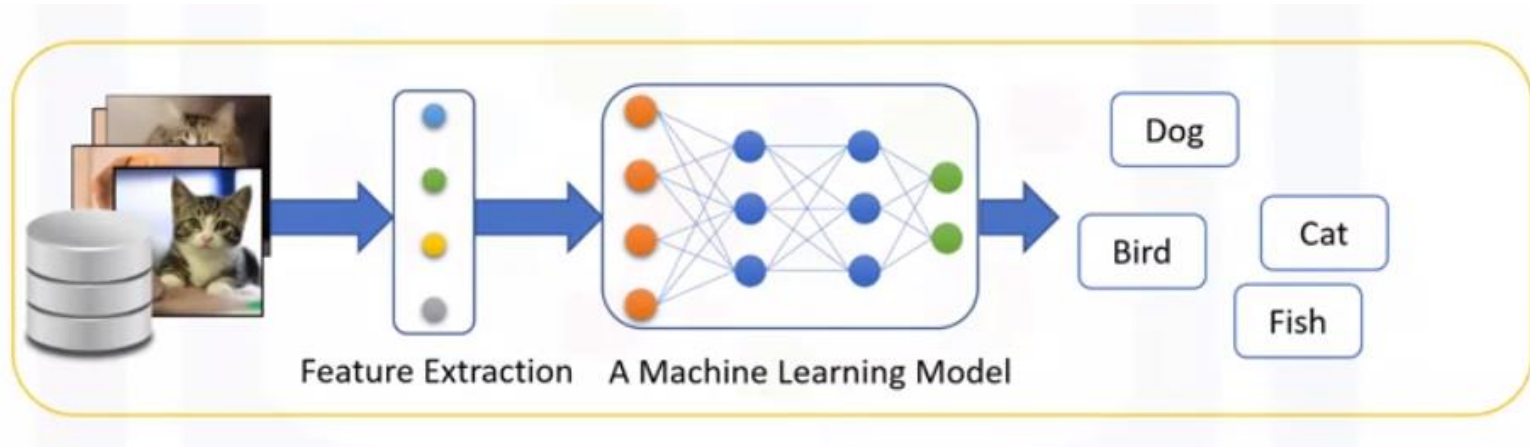 Dog
Bird
Cat
Fish
Feature Extraction
A Machine Learning Model